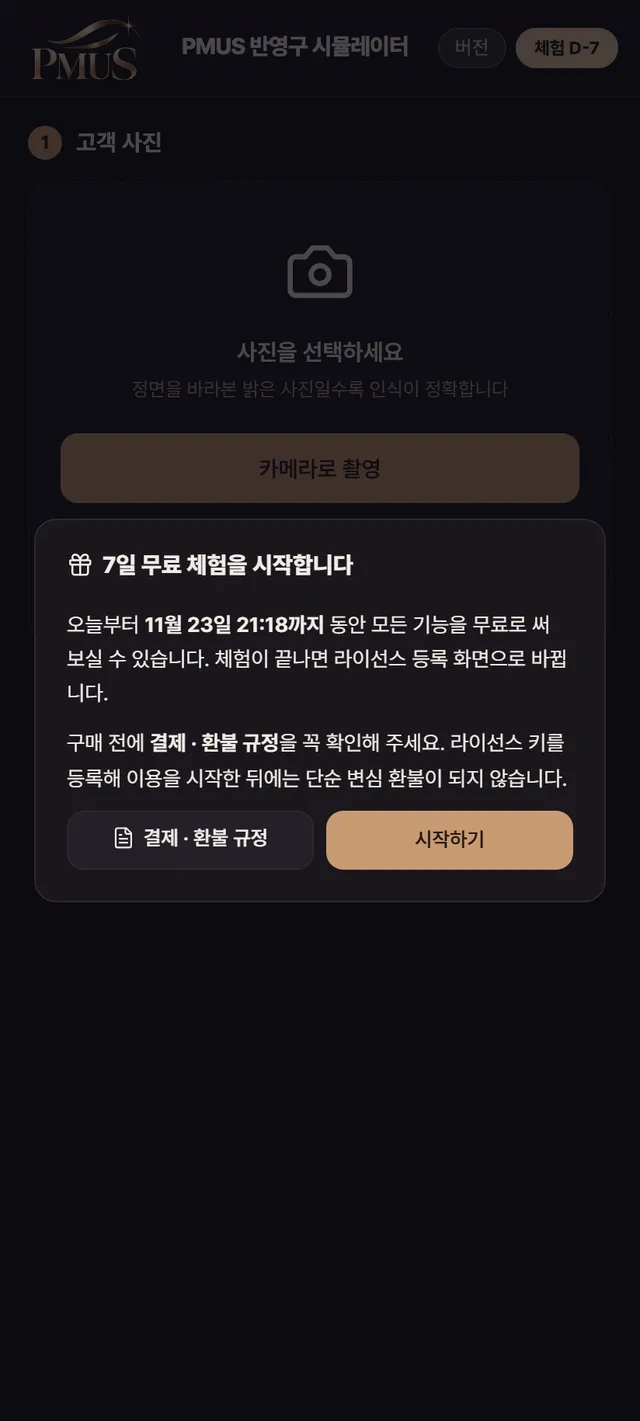 PMUS
PMUS 반영구 시뮬레이터
버전
체험 D-7
1
고객 사진
사진을 선택하세요
정면을 바라본 밝은 사진일수록 인식이 정확합니다
카메라로 촬영
7일 무료 체험을 시작합니다
오늘부터 11월 23일 21:18까지 동안 모든 기능을 무료로 써
보실 수 있습니다. 체험이 끝나면 라이선스 등록 화면으로 바뀝
니다.
구매 전에 결제 · 환불 규정을 꼭 확인해 주세요. 라이선스 키를
등록해 이용을 시작한 뒤에는 단순 변심 환불이 되지 않습니다.
결제 · 환불 규정
시작하기